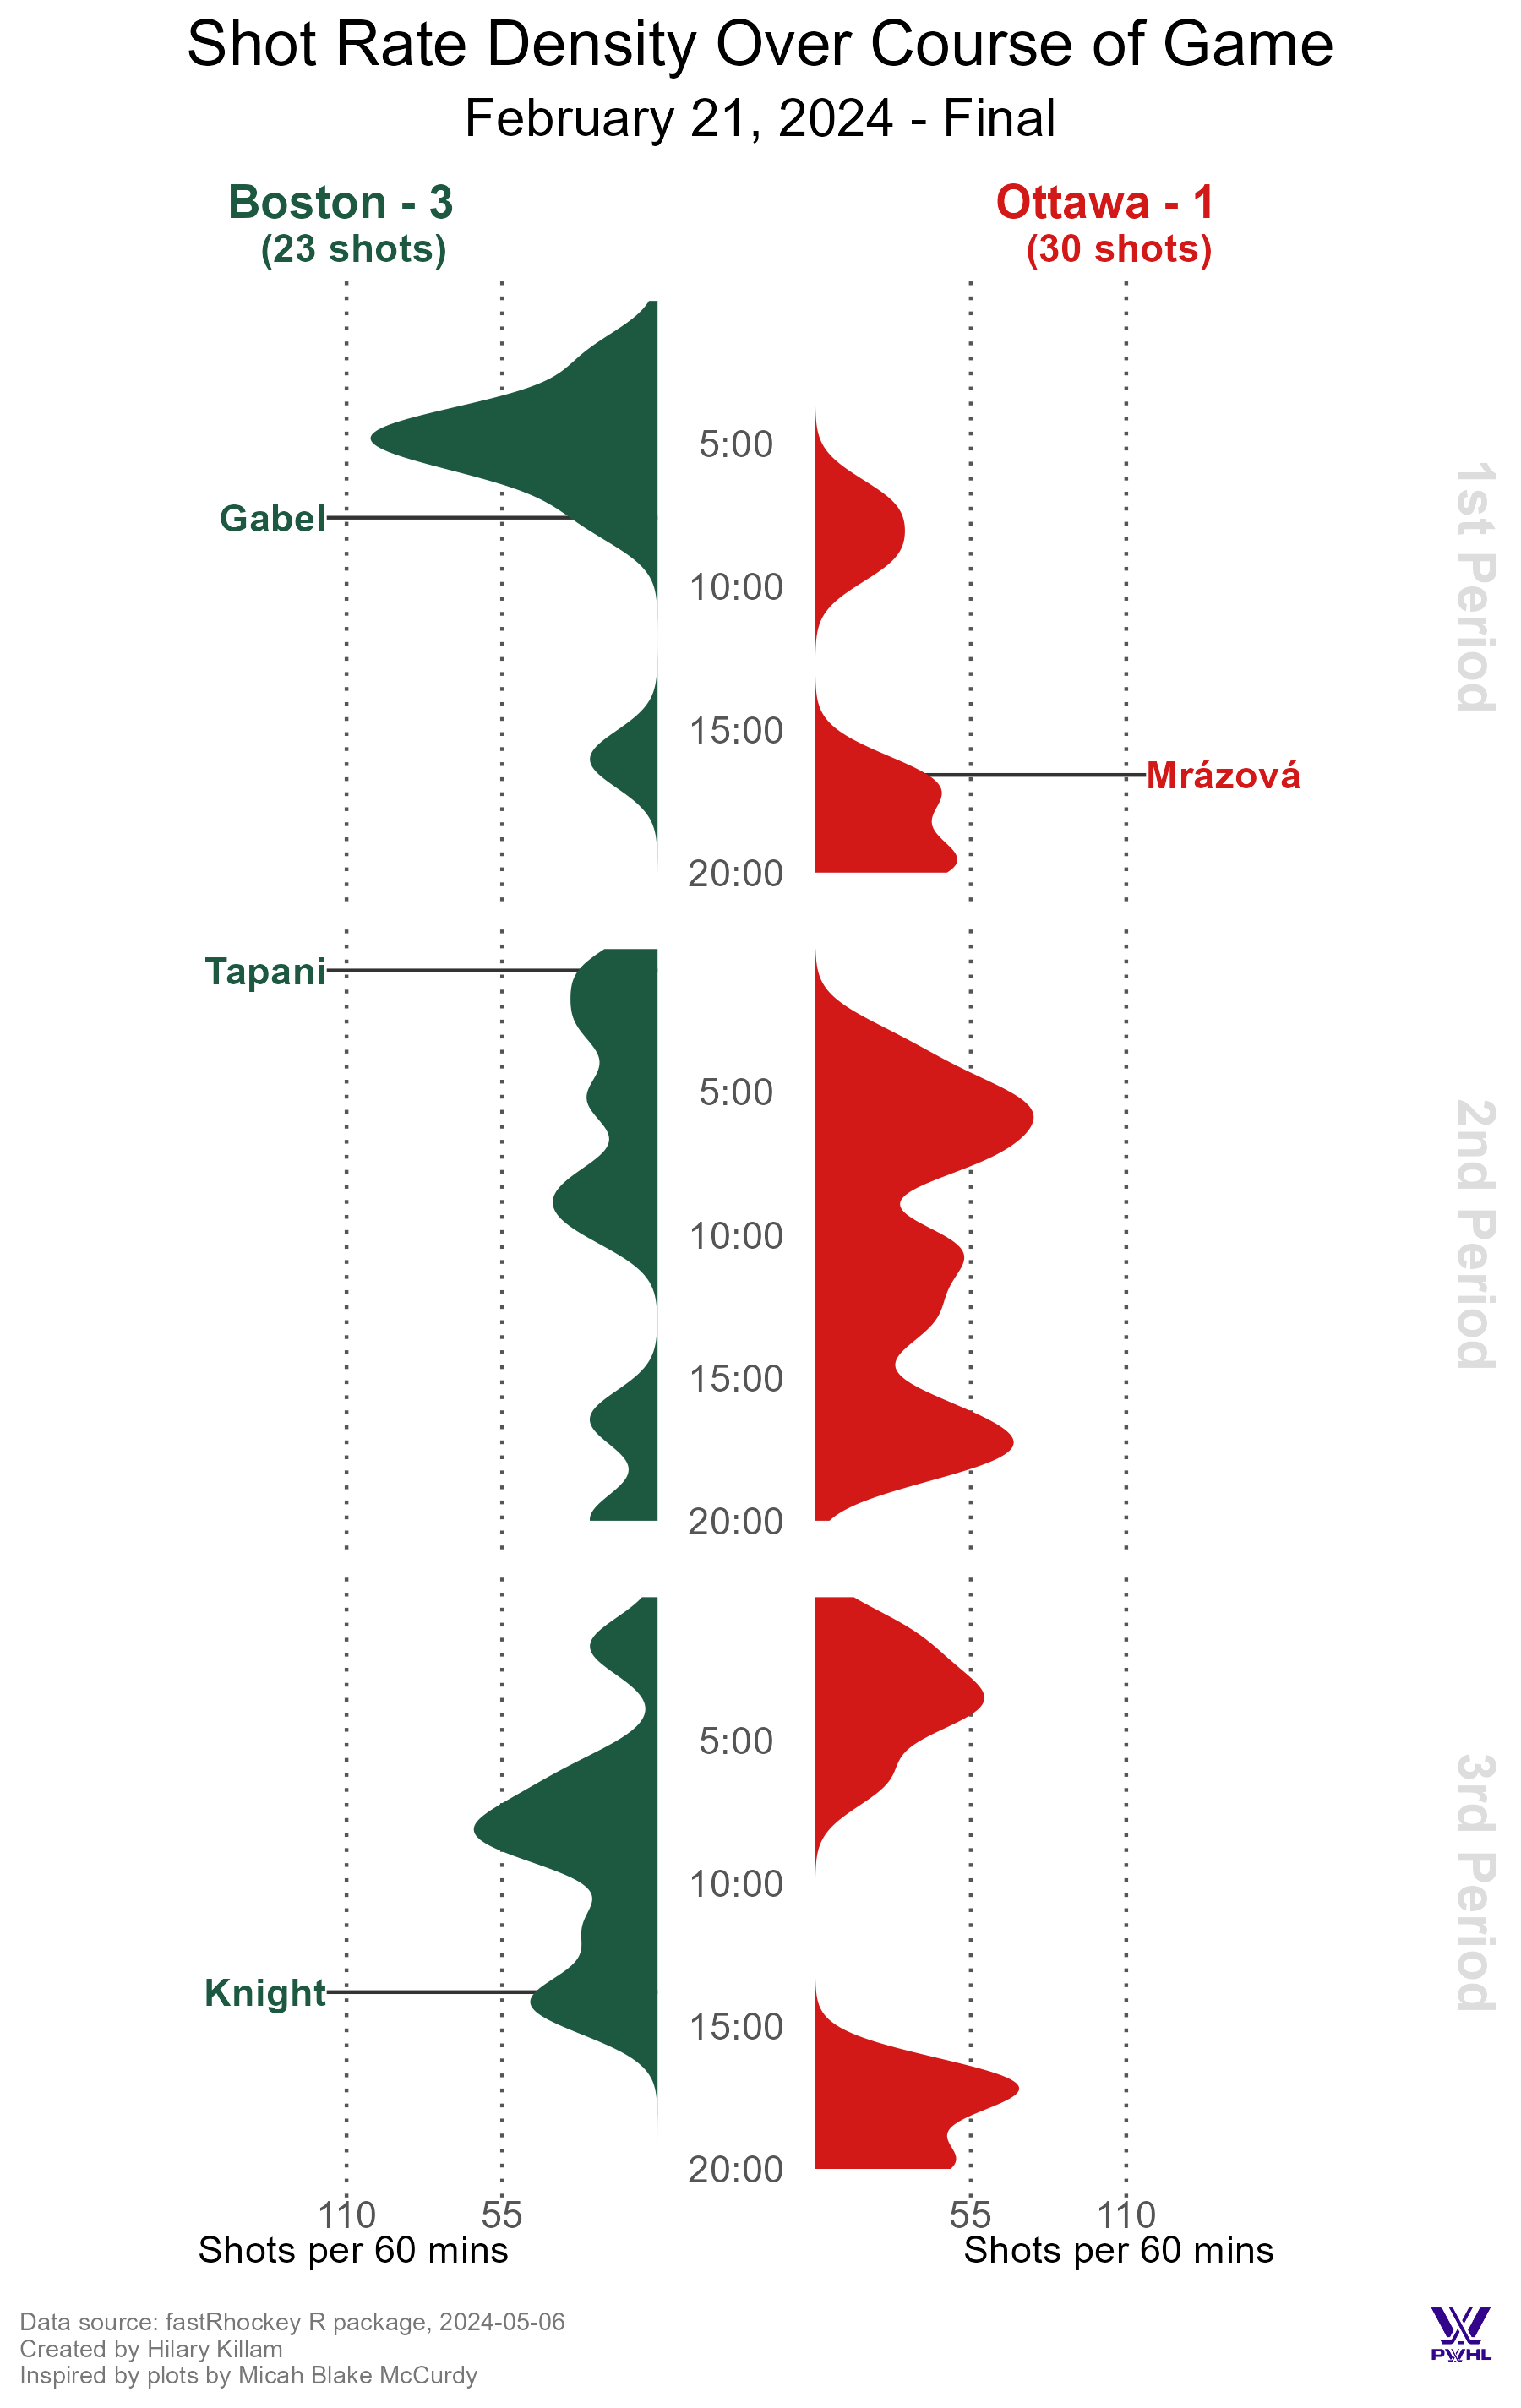 Shot Rate Density Over Course of Game
February 21, 2024 - Final
Boston - 3
(23 shots)
Ottawa - 1
(30 shots)
5:00
Gabel
10:00
15:00
Mrázová
20:00
1st Period
Tapani
5:00
10:00
15:00
20:00
2nd Period
5:00
10:00
Knight
15:00
20:00
3rd Period
110 55 55 110
Shots per 60 mins Shots per 60 mins
Data source: fastRhockey R package, 2024-05-06
Created by Hilary Killam
Inspired by plots by Micah Blake McCurdy
PWHL